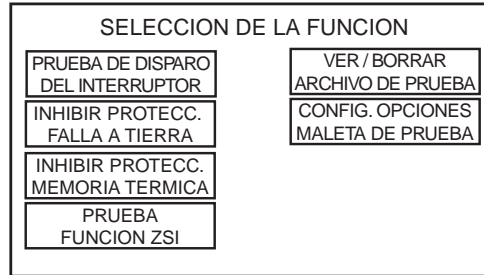 SELECCION DE LA FUNCION
PRUEBA DE DISPARO
DEL INTERRUPTOR
INHIBIR PROTECC.
FALLA A TIERRA
INHIBIR PROTECC.
MEMORIA TERMICA
PRUEBA
FUNCION ZSI
VER / BORRAR
ARCHIVO DE PRUEBA
CONFIG. OPCIONES
MALETA DE PRUEBA